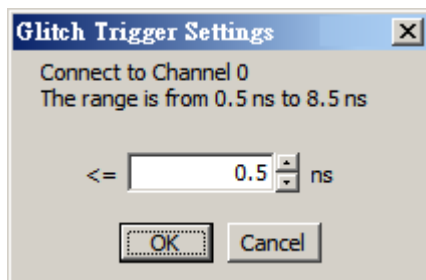 Glitch Trigger Settings
Connect to Channel 0
The range is from 0.5 ns to 8.5 ns
<= 0.5 ns
OK Cancel